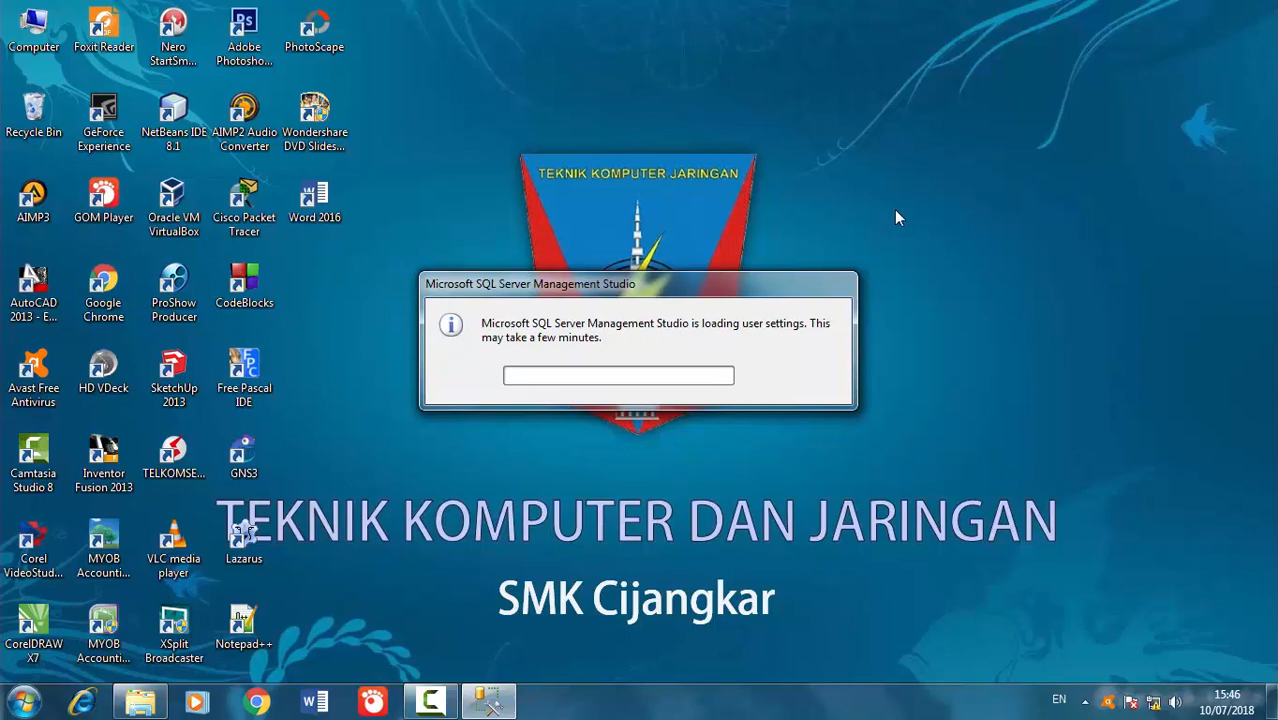 Computer
Foxit Reader
Nero
StartSm...
Adobe
Photosho...
PhotoScape
Recycle Bin
GeForce
Experience
NetBeans IDE
8.1
AIMP2 Audio
Converter
Wondershare
DVD Slides...
AIMP3
GOM Player
Oracle VM
VirtualBox
Cisco Packet
Tracer
Word 2016
AutoCAD
2013 - E...
Google
Chrome
ProShow
Producer
CodeBlocks
Avast Free
Antivirus
HD VDeck
SketchUp
2013
Free Pascal
IDE
Camtasia
Studio 8
Inventor
Fusion 2013
TELKOMSE...
GNS3
Corel
VideoStud...
MYOB
Accounti...
VLC media
player
Lazarus
CorelDRAW
X7
MYOB
Accounti...
XSplit
Broadcaster
Notepad++
TEKNIK KOMPUTER JARINGAN
Microsoft SQL Server Management Studio
Microsoft SQL Server Management Studio is loading user settings. This
may take a few minutes.
TEKNIK KOMPUTER DAN JARINGAN
SMK Cijangkar
EN
15:46
10/07/2018